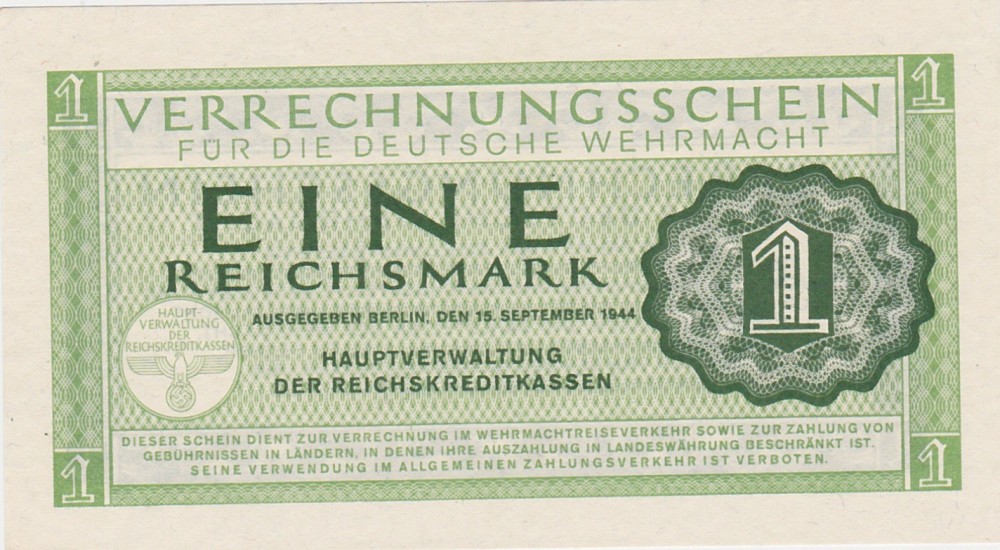 1
1
VERRECHNUNGSSCHEIN
FÜR DIE DEUTSCHE WEHRMACHT
EINE
REICHSMARK
1
AUSGEGEBEN BERLIN, DEN 15. SEPTEMBER 1944
HAUPT-
VERWALTUNG
DER
REICHSKREDITKASSEN
HAUPTVERWALTUNG
DER REICHSKREDITKASSEN
DIESER SCHEIN DIENT ZUR VERRECHNUNG IM WEHRMACHTREISEVERKEHR SOWIE ZUR ZAHLUNG VON
GEBÜHRNISSEN IN LÄNDERN, IN DENEN IHRE AUSZAHLUNG IN LANDESWÄHRUNG BESCHRÄNKT IST.
SEINE VERWENDUNG IM ALLGEMEINEN ZAHLUNGSVERKEHR IST VERBOTEN.
1
1